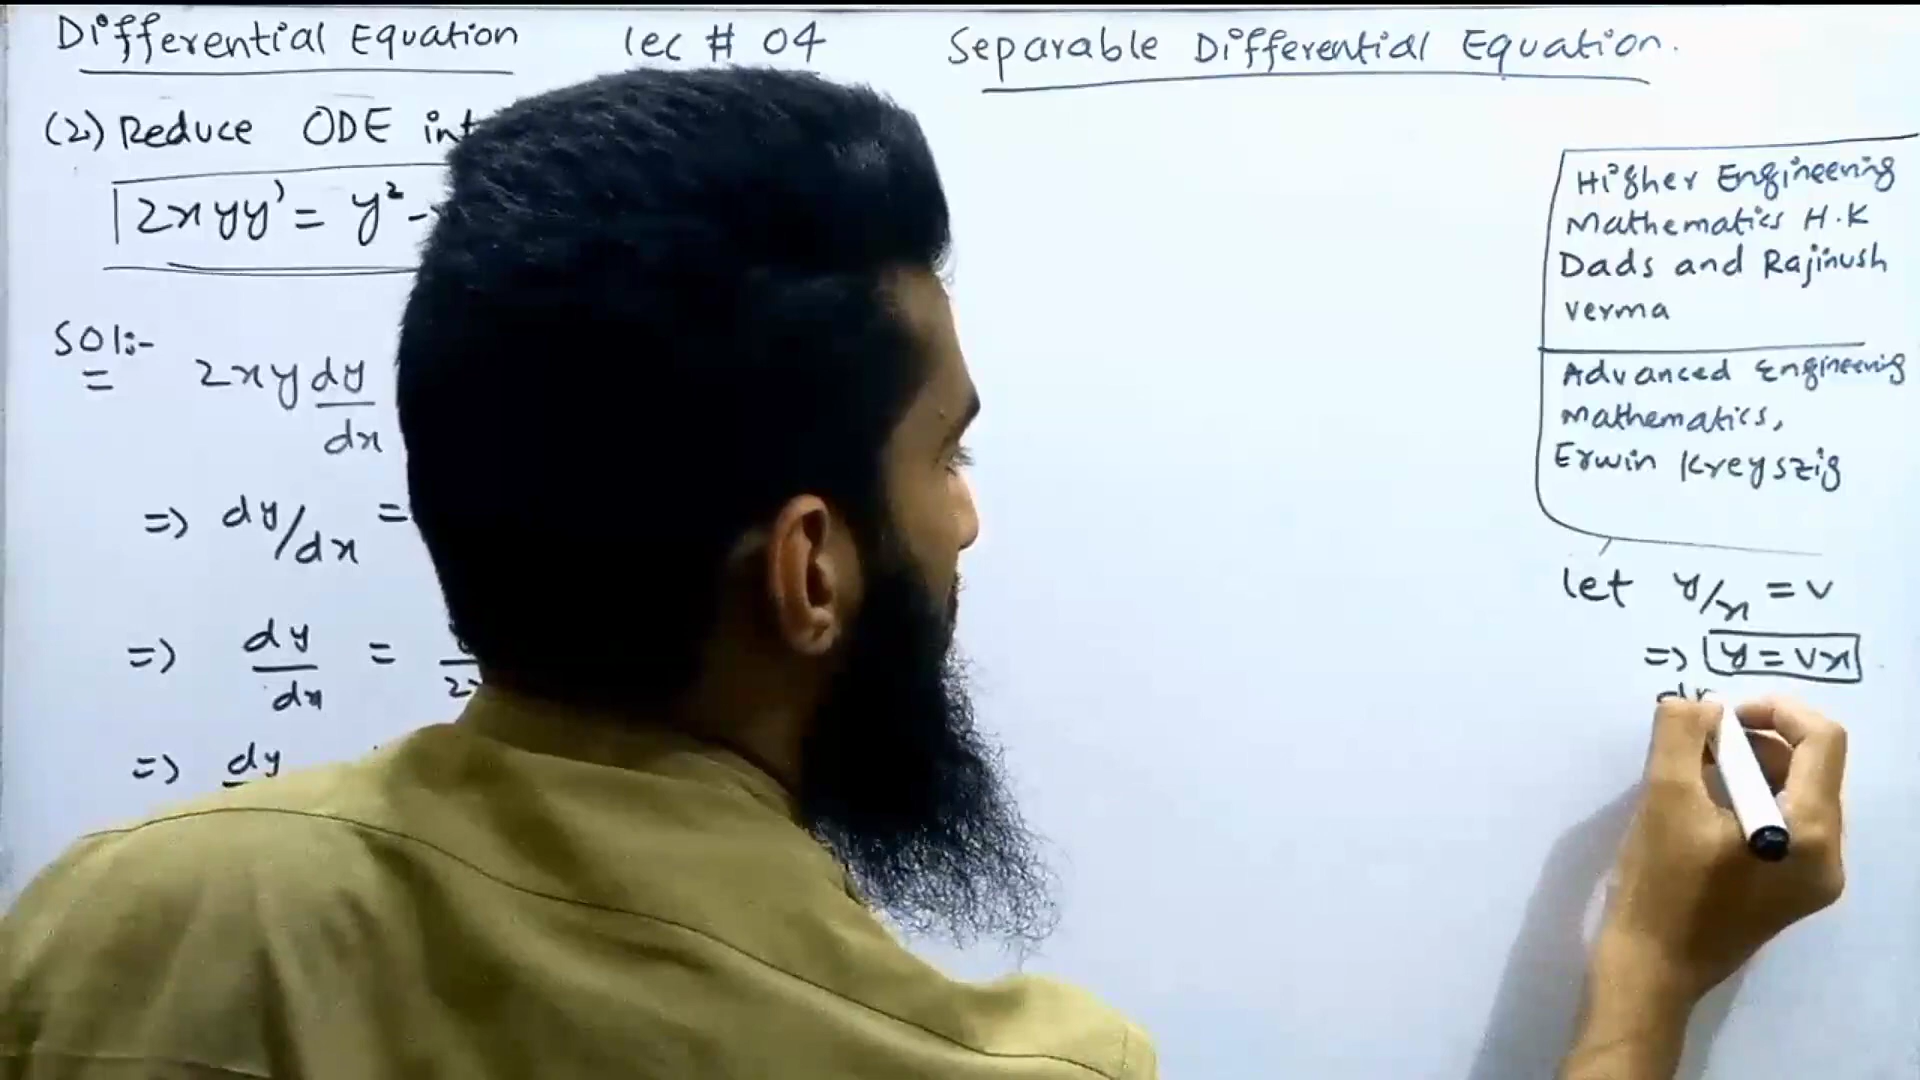 Differential Equation lec # 04 Separable Differential Equation.
(2) Reduce ODE int
2xyy' = y² -
Sol:-
2xy dy/dx
=> dy/dx =
=> dy/dx =
=> dy
Higher Engineering
Mathematics H.K
Dads and Rajinush
Verma
Advanced Engineering
Mathematics,
Erwin Kreyszig
let y/x = v
=> y = vx